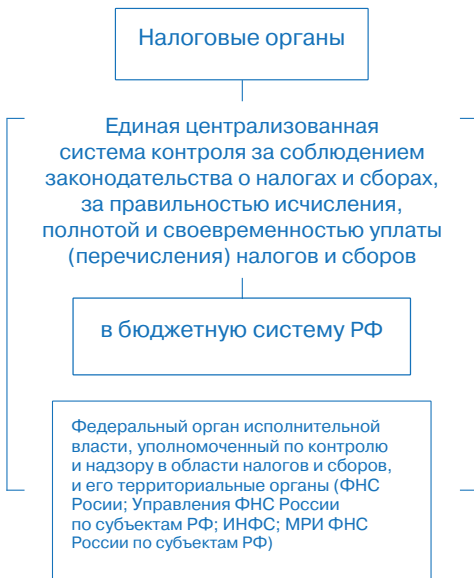 Налоговые органы
Единая централизованная
система контроля за соблюдением
законодательства о налогах и сборах,
за правильностью исчисления,
полнотой и своевременностью уплаты
(перечисления) налогов и сборов
в бюджетную систему РФ
Федеральный орган исполнительной
власти, уполномоченный по контролю
и надзору в области налогов и сборов,
и его территориальные органы (ФНС
Росии; Управления ФНС России
по субъектам РФ; ИНФС; МРИ ФНС
России по субъектам РФ)